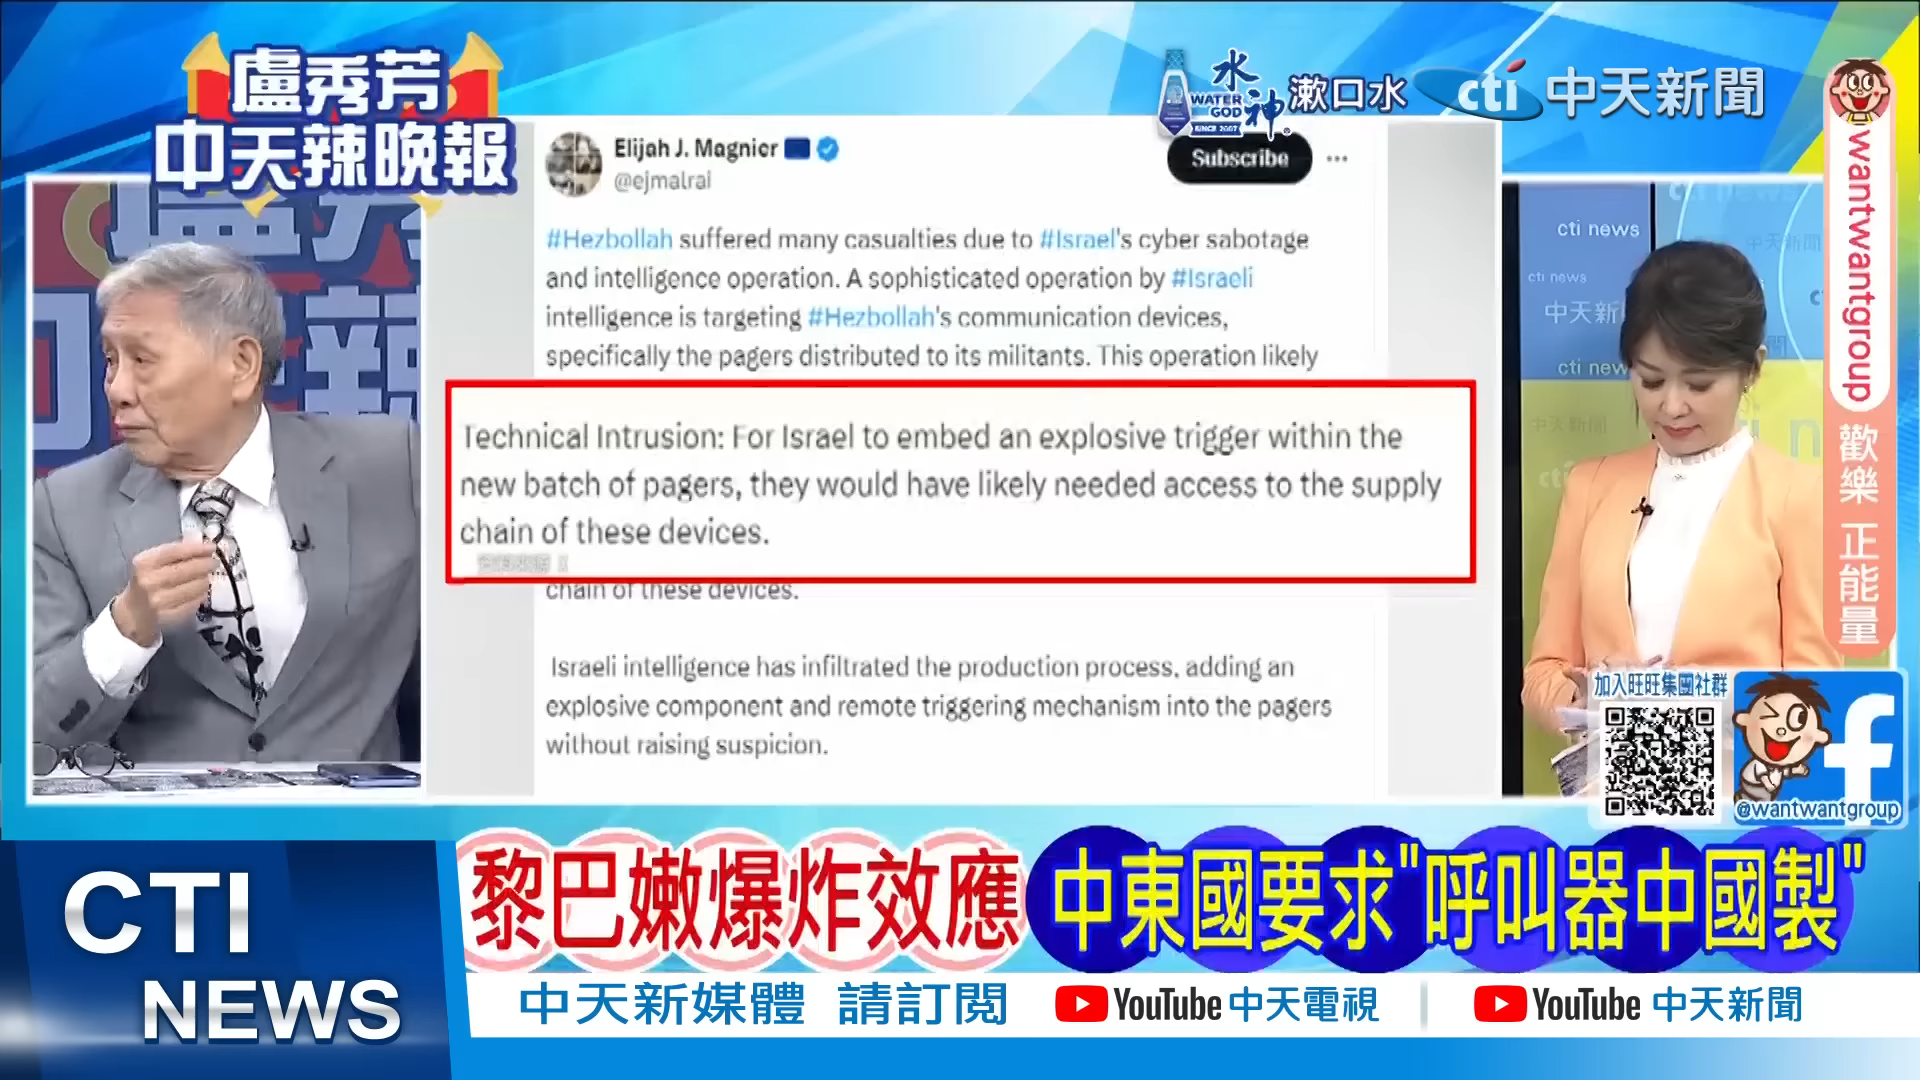 盧秀芳
中天辣晚報
水神
WATER GOD
SINCE 2007
漱口水
cti 中天新聞
Elijah J. Magnier
@ejmalrai
Subscribe
#Hezbollah suffered many casualties due to #Israel's cyber sabotage
and intelligence operation. A sophisticated operation by #Israeli
intelligence is targeting #Hezbollah's communication devices,
specifically the pagers distributed to its militants. This operation likely
Technical Intrusion: For Israel to embed an explosive trigger within the
new batch of pagers, they would have likely needed access to the supply
chain of these devices.
chain of these devices.
Israeli intelligence has infiltrated the production process, adding an
explosive component and remote triggering mechanism into the pagers
without raising suspicion.
cti news
cti news
中天新
cti new
wantwantgroup
歡樂 正能量
加入旺旺集團社群
@wantwantgroup
CTI
NEWS
黎巴嫩爆炸效應 中東國要求"呼叫器中國製"
中天新媒體 請訂閱 YouTube 中天電視 YouTube 中天新聞